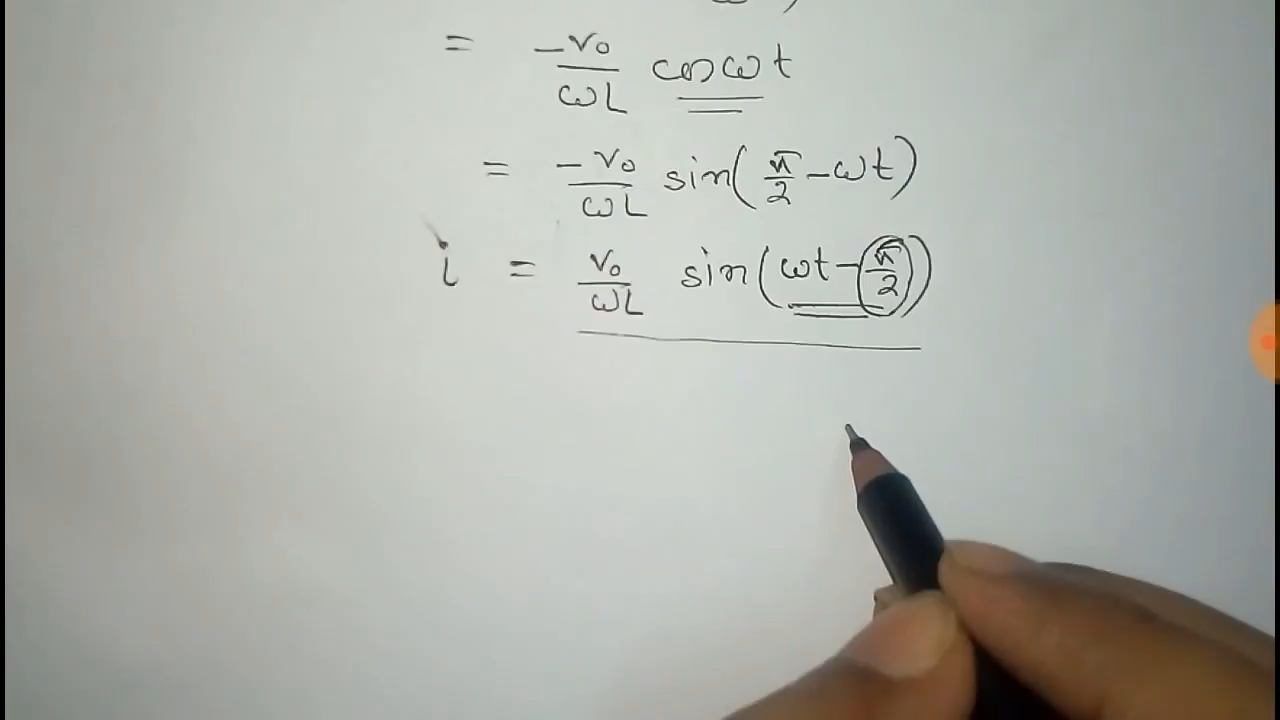 = -V₀/ωL cosωt
= -V₀/ωL sin(π/2 - ωt)
i = V₀/ωL sin(ωt - π/2)